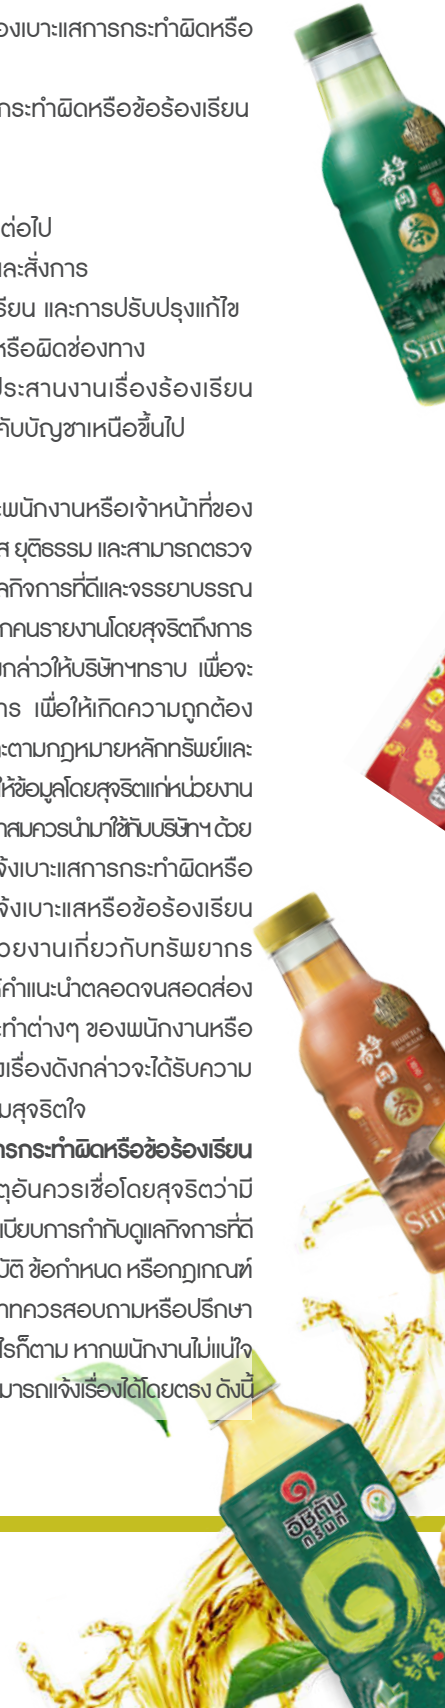 องเบาะแสการกระทำผิดหรือ
กระทำผิดหรือข้อร้องเรียน
ต่อไป
และสั่งการ
รียน และการปรับปรุงแก้ไข
หรือผิดช่องทาง
ประสานงานเรื่องร้องเรียน
คับบัญชาเหนือขึ้นไป
ะพนักงานหรือเจ้าหน้าที่ของ
ส ยุติธรรม และสามารถตรวจ
ลกิจการที่ดีและจรรยาบรรณ
กคนรายงานโดยสุจริตถึงการ
งกล่าวให้บริษัทฯทราบ เพื่อจะ
าร เพื่อให้เกิดความถูกต้อง
ะตามกฎหมายหลักทรัพย์และ
ให้ข้อมูลโดยสุจริตแก่หน่วยงาน
าสมควรนำมาใช้กับบริษัทฯ ด้วย
จ้งเบาะแสการกระทำผิดหรือ
จ้งเบาะแสหรือข้อร้องเรียน
วยงานเกี่ยวกับทรัพยากร
ห้คำแนะนำตลอดจนสอดส่อง
ะทำต่างๆ ของพนักงานหรือ
งเรื่องดังกล่าวจะได้รับความ
มสุจริตใจ
ารกระทำผิดหรือข้อร้องเรียน
ตุอันควรเชื่อโดยสุจริตว่ามี
เบียบการกำกับดูแลกิจการที่ดี
บัติ ข้อกำหนด หรือกฎเกณฑ์
าทควรสอบถามหรือปรึกษา
ไรก็ตาม หากพนักงานไม่แน่ใจ
มารถแจ้งเรื่องได้โดยตรง ดังนี้
静岡茶
SHI
静岡茶
SHI
อิชิตัน
กรีนที